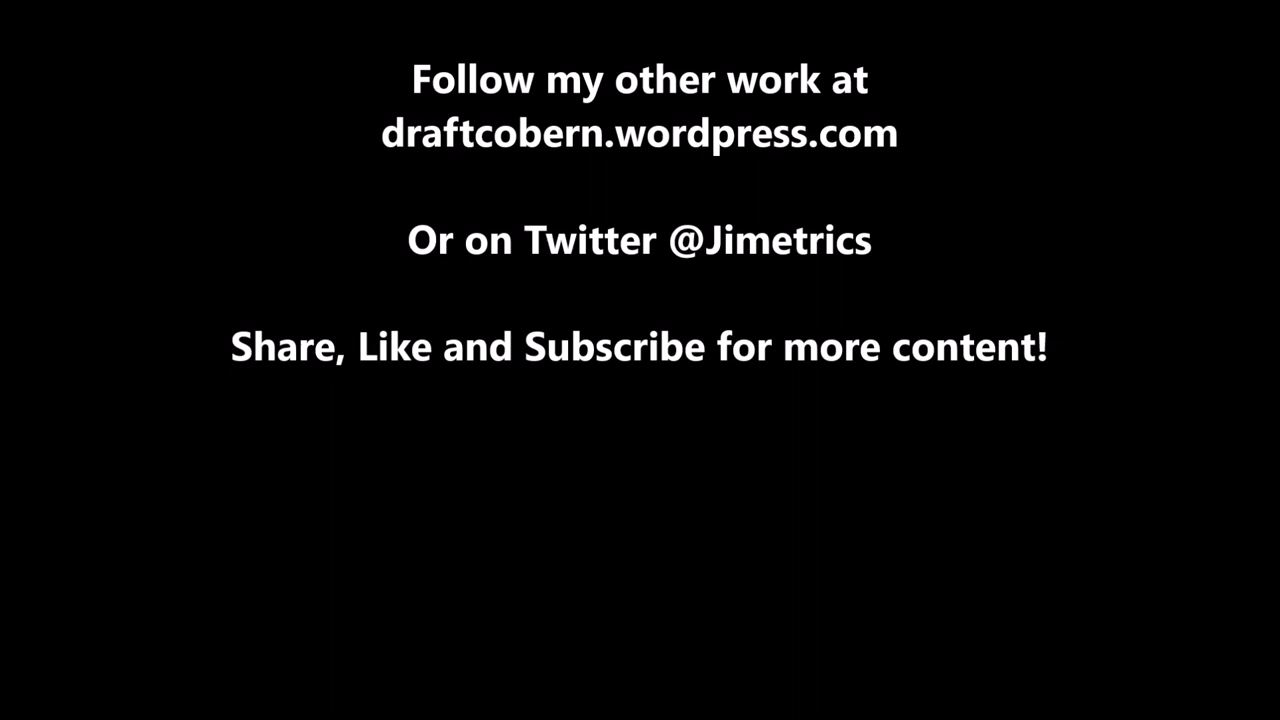 Follow my other work at
draftcobern.wordpress.com
Or on Twitter @Jimetrics
Share, Like and Subscribe for more content!